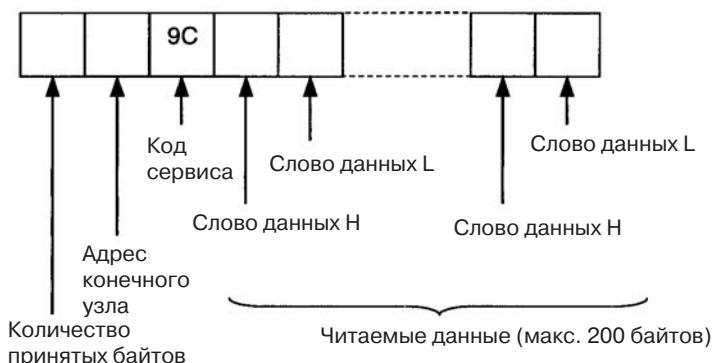 9C
Код
сервиса
Слово данных L
Слово данных L
Слово данных H
Слово данных H
Адрес
конечного
узла
Количество
принятых байтов
Читаемые данные (макс. 200 байтов)